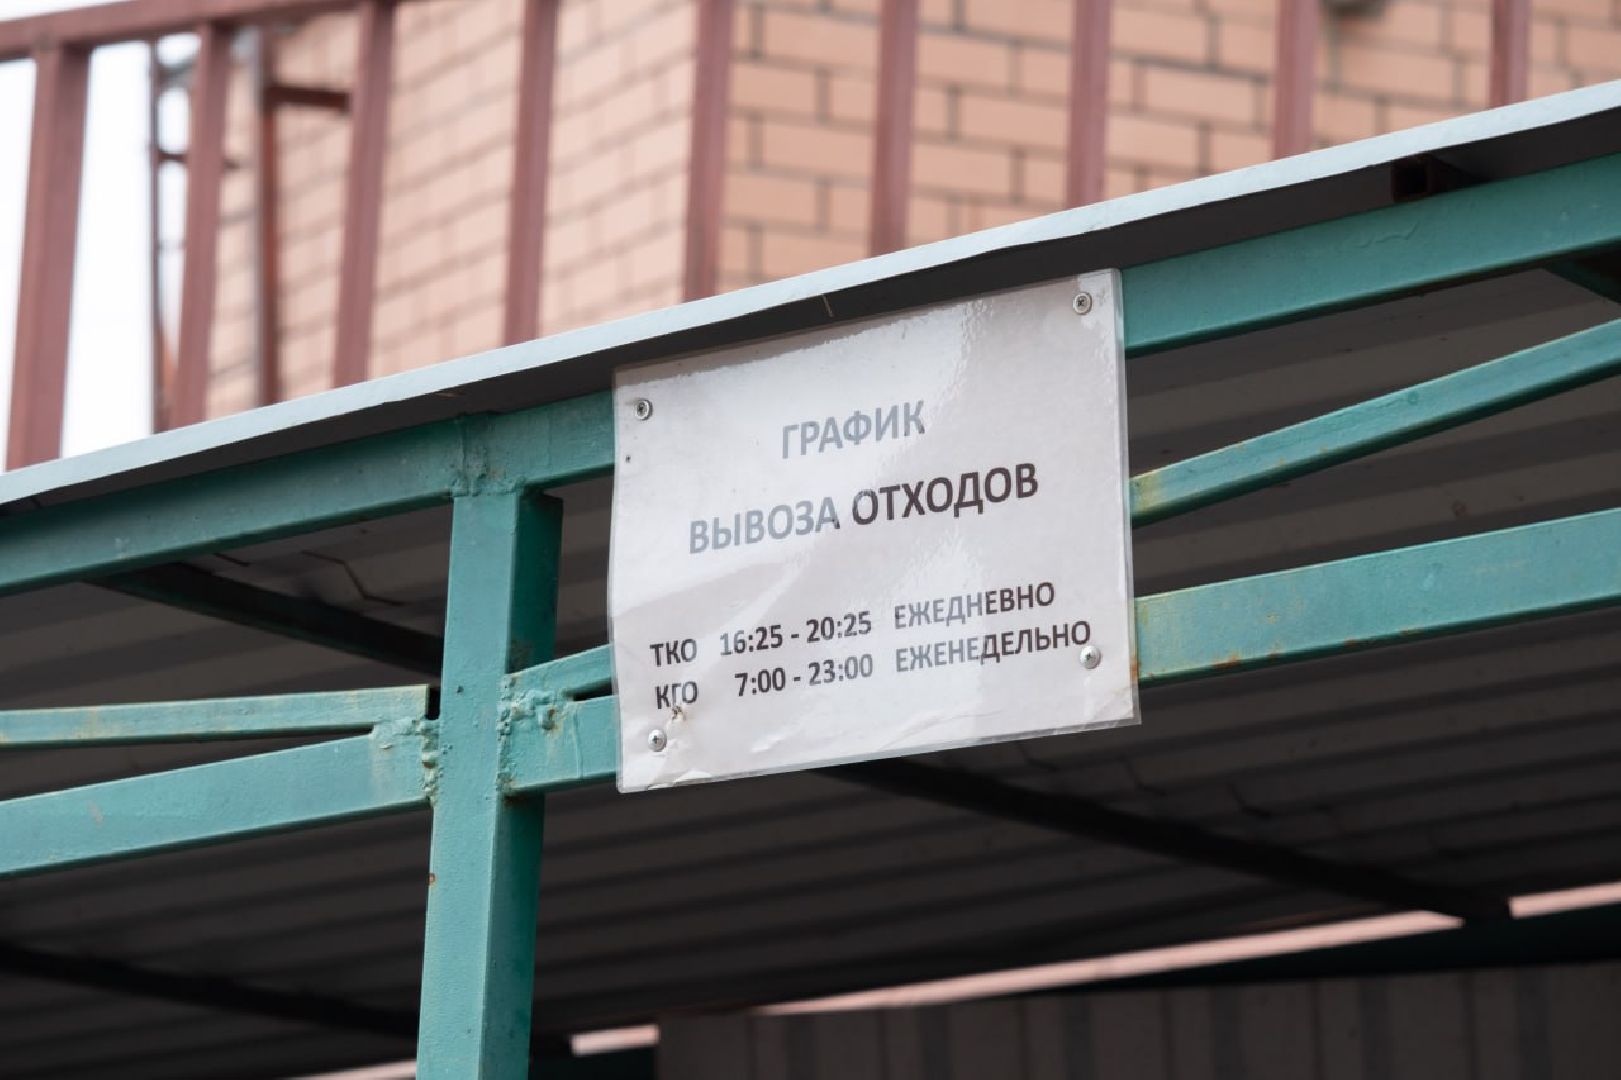 ГРАФИК
ВЫВОЗА ОТХОДОВ
ТКО 16:25 - 20:25 ЕЖЕДНЕВНО
КГО 7:00 - 23:00 ЕЖЕНЕДЕЛЬНО